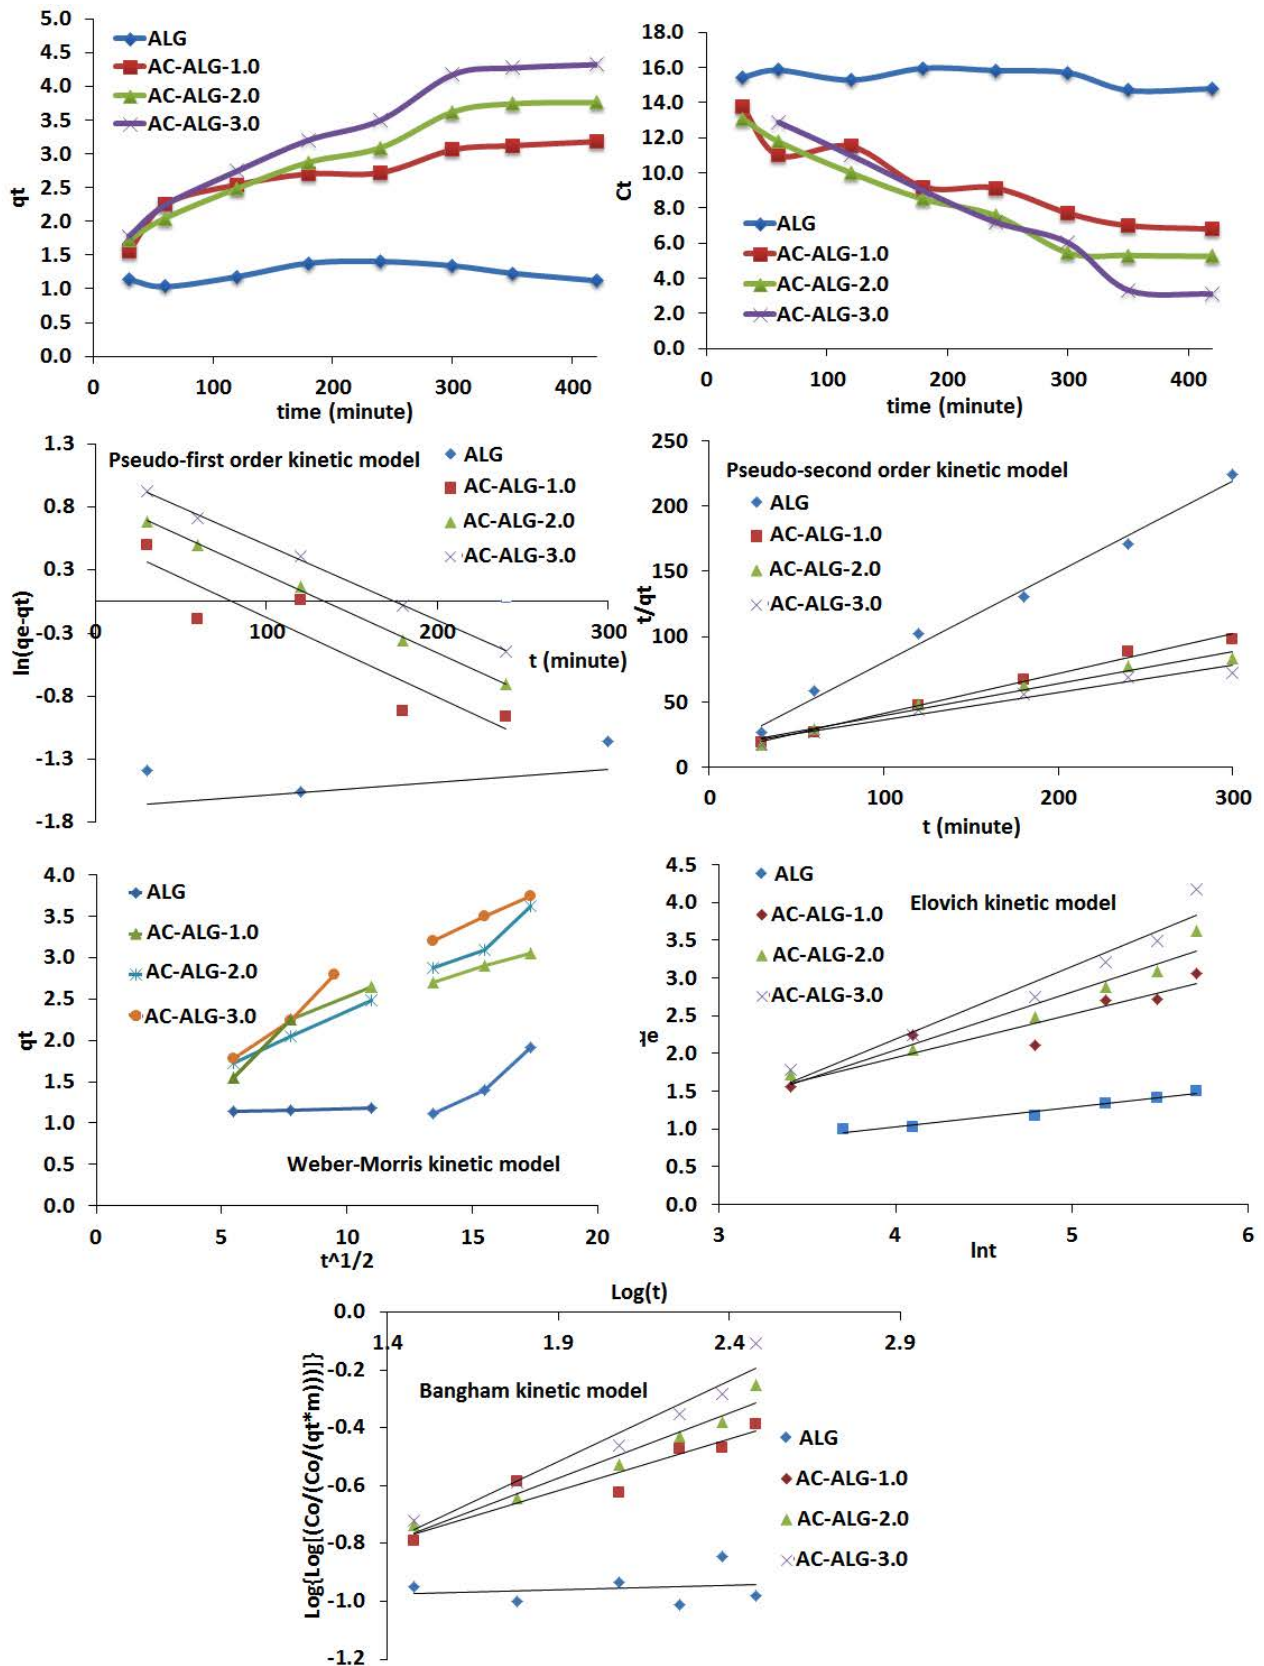 5.0
4.5
4.0
3.5
3.0
2.5
2.0
1.5
1.0
0.5
0.0
qt
ALG
AC-ALG-1.0
AC-ALG-2.0
AC-ALG-3.0
0 100 200 300 400
time (minute)
18.0
16.0
14.0
12.0
10.0
8.0
6.0
4.0
2.0
0.0
Ct
ALG
AC-ALG-1.0
AC-ALG-2.0
AC-ALG-3.0
0 100 200 300 400
time (minute)
1.3
0.8
0.3
-0.3
-0.8
-1.3
-1.8
ln(qe-qt)
Pseudo-first order kinetic model
ALG
AC-ALG-1.0
AC-ALG-2.0
AC-ALG-3.0
0 100 200 300
t (minute)
250
200
150
100
50
0
t/qt
Pseudo-second order kinetic model
ALG
AC-ALG-1.0
AC-ALG-2.0
AC-ALG-3.0
0 100 200 300
t (minute)
4.0
3.5
3.0
2.5
2.0
1.5
1.0
0.5
0.0
qt
ALG
AC-ALG-1.0
AC-ALG-2.0
AC-ALG-3.0
Weber-Morris kinetic model
0 5 10 15 20
t^1/2
4.5
4.0
3.5
3.0
2.5
2.0
1.5
1.0
0.5
0.0
qe
ALG
AC-ALG-1.0
AC-ALG-2.0
AC-ALG-3.0
Elovich kinetic model
3 4 5 6
lnt
Log(t)
0.0
-0.2
-0.4
-0.6
-0.8
-1.0
-1.2
1.4 1.9 2.4 2.9
Log{Log[(Co/(Co/(qt*m)))]}
Bangham kinetic model
ALG
AC-ALG-1.0
AC-ALG-2.0
AC-ALG-3.0